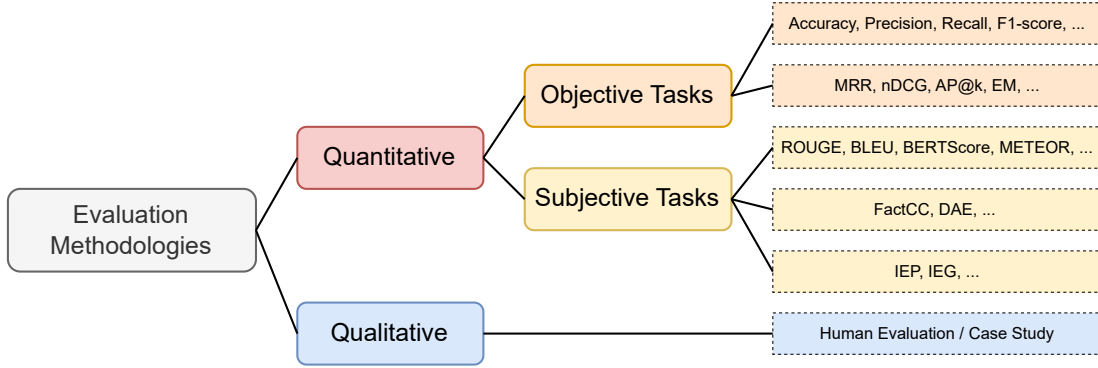 Evaluation
Methodologies
Quantitative
Qualitative
Objective Tasks
Subjective Tasks
Accuracy, Precision, Recall, F1-score, ...
MRR, nDCG, AP@k, EM, ...
ROUGE, BLEU, BERTScore, METEOR, ...
FactCC, DAE, ...
IEP, IEG, ...
Human Evaluation / Case Study